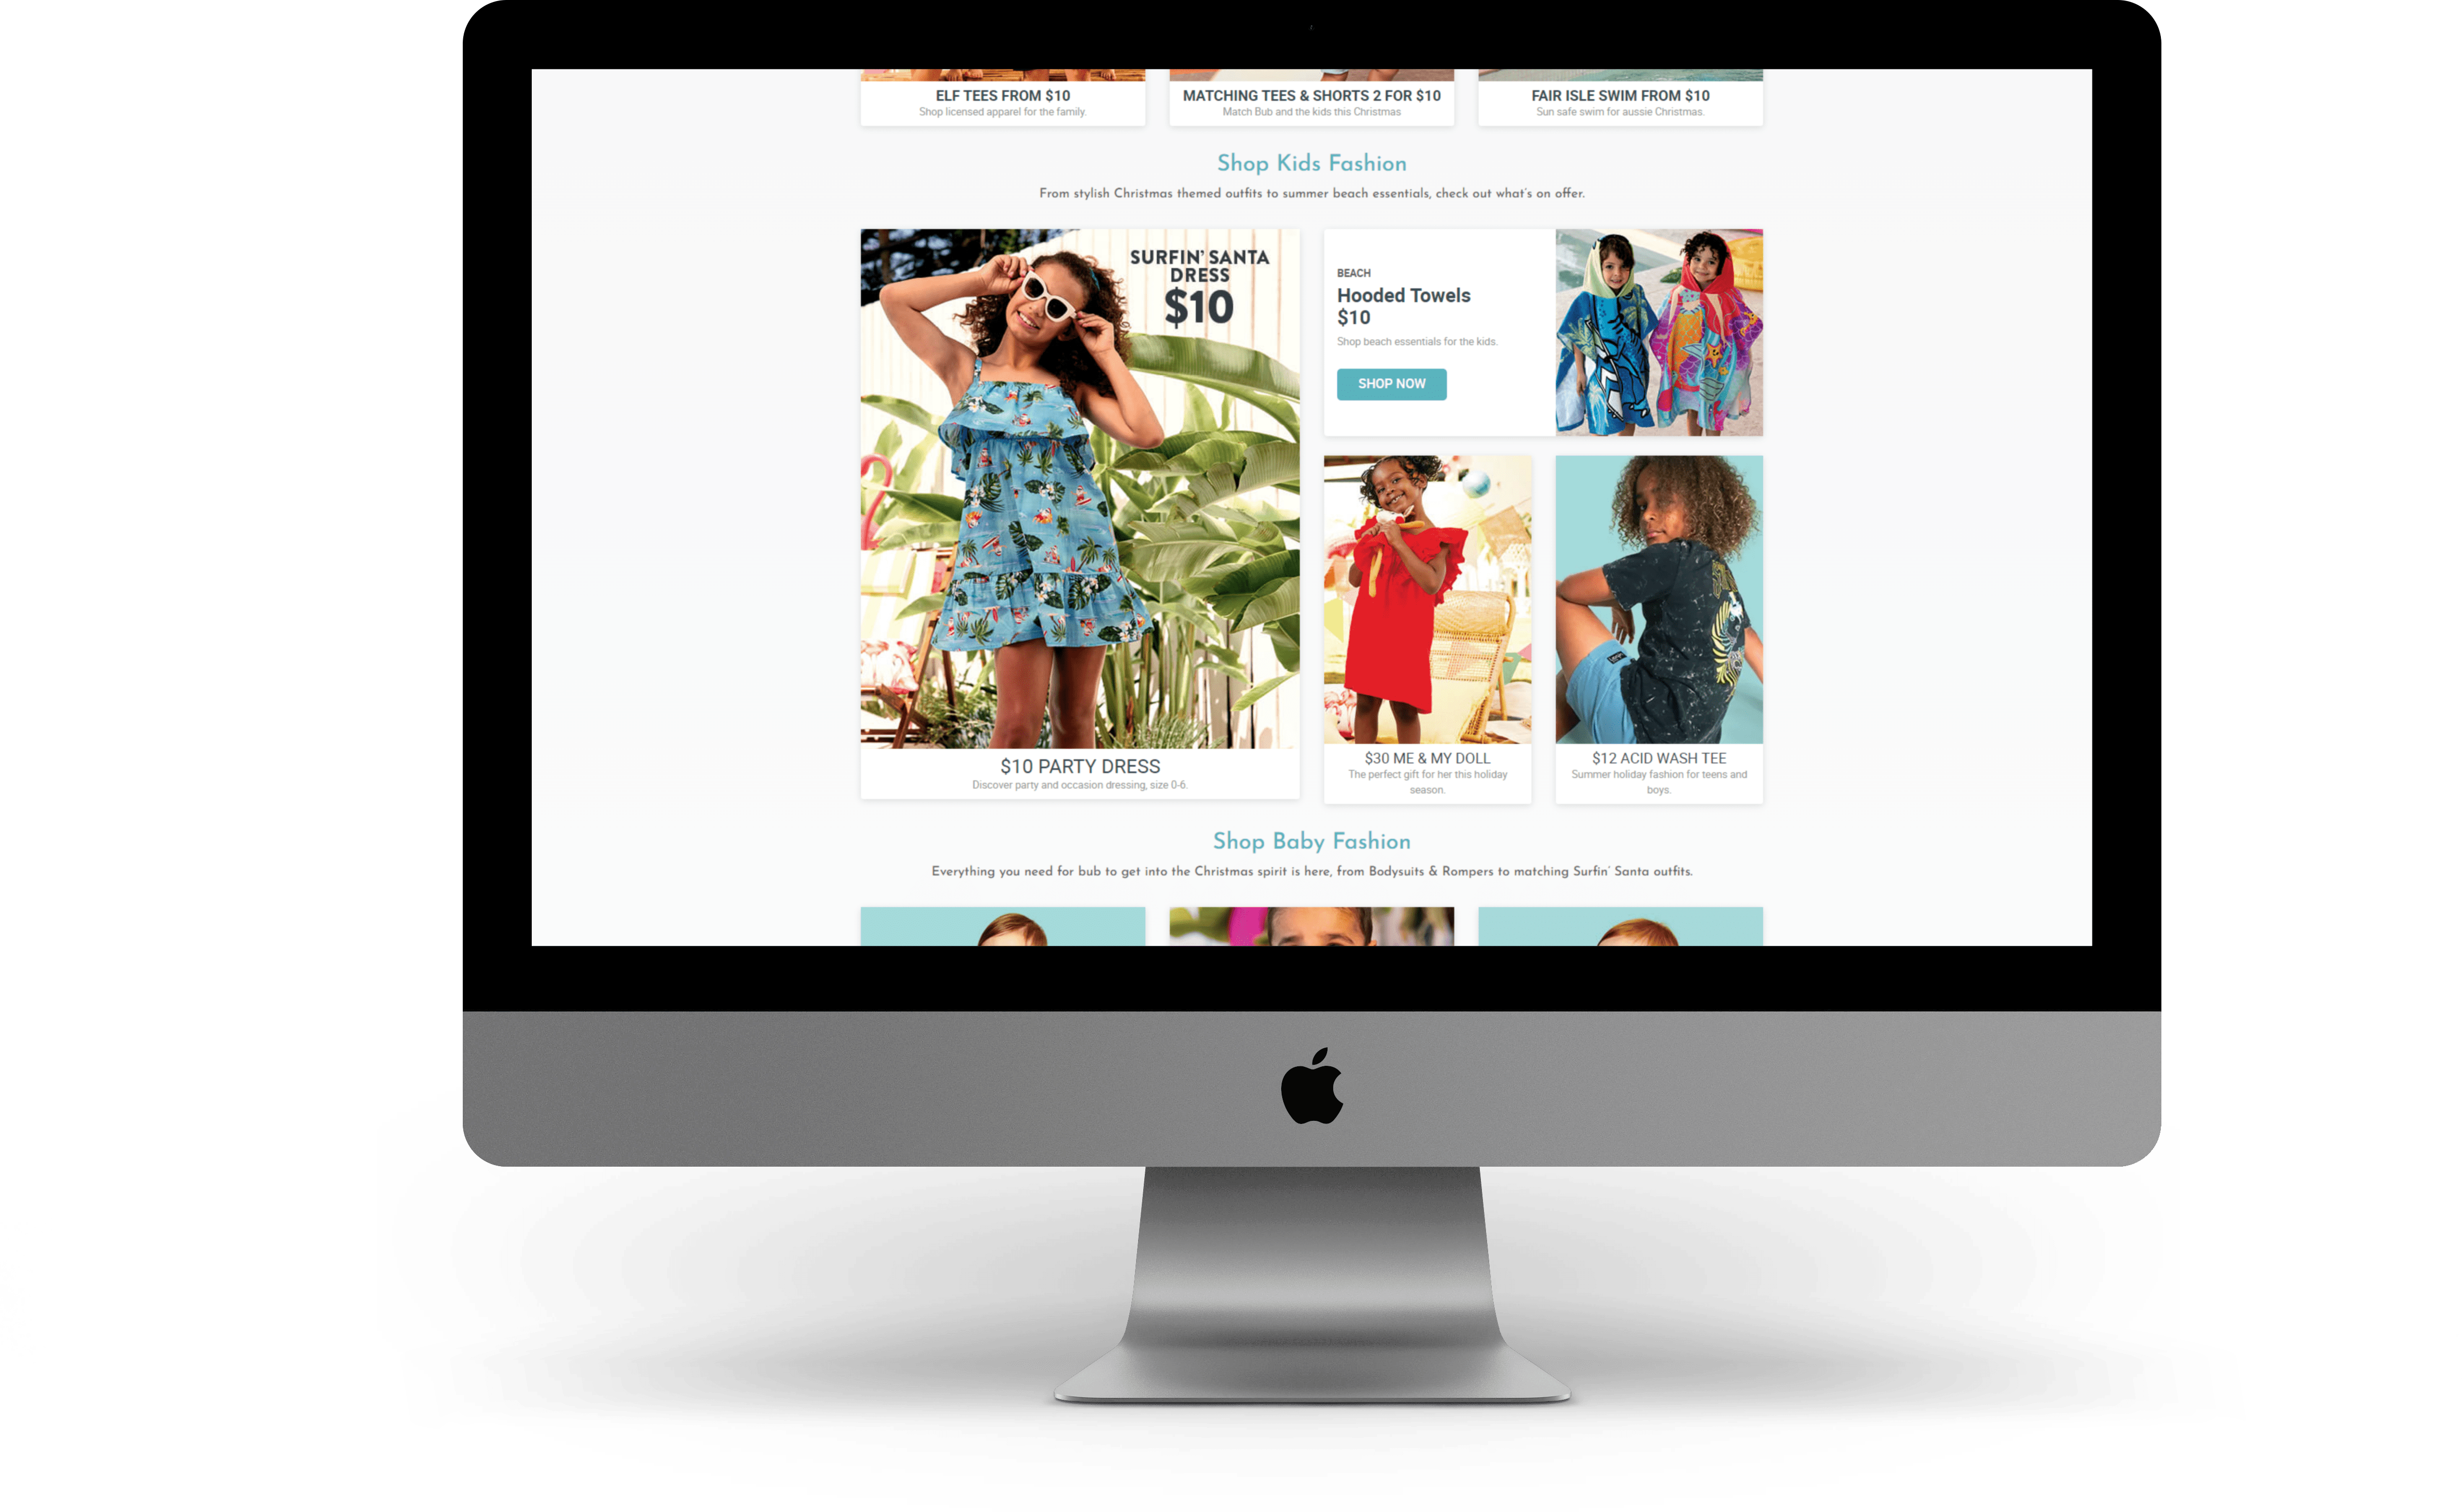 ELF TEES FROM $10
Shop licensed apparel for the family.
MATCHING TEES & SHORTS 2 FOR $10
Match Bub and the kids this Christmas
FAIR ISLE SWIM FROM $10
Sun safe swim for aussie Christmas.
Shop Kids Fashion
From stylish Christmas themed outfits to summer beach essentials, check out what's on offer.
SURFIN' SANTA
DRESS
$10
$10 PARTY DRESS
Discover party and occasion dressing, size 0-6.
BEACH
Hooded Towels
$10
Shop beach essentials for the kids.
SHOP NOW
$30 ME & MY DOLL
The perfect gift for her this holiday
season.
$12 ACID WASH TEE
Summer holiday fashion for teens and
boys.
Shop Baby Fashion
Everything you need for bub to get into the Christmas spirit is here, from Bodysuits & Rompers to matching Surfin' Santa outfits.